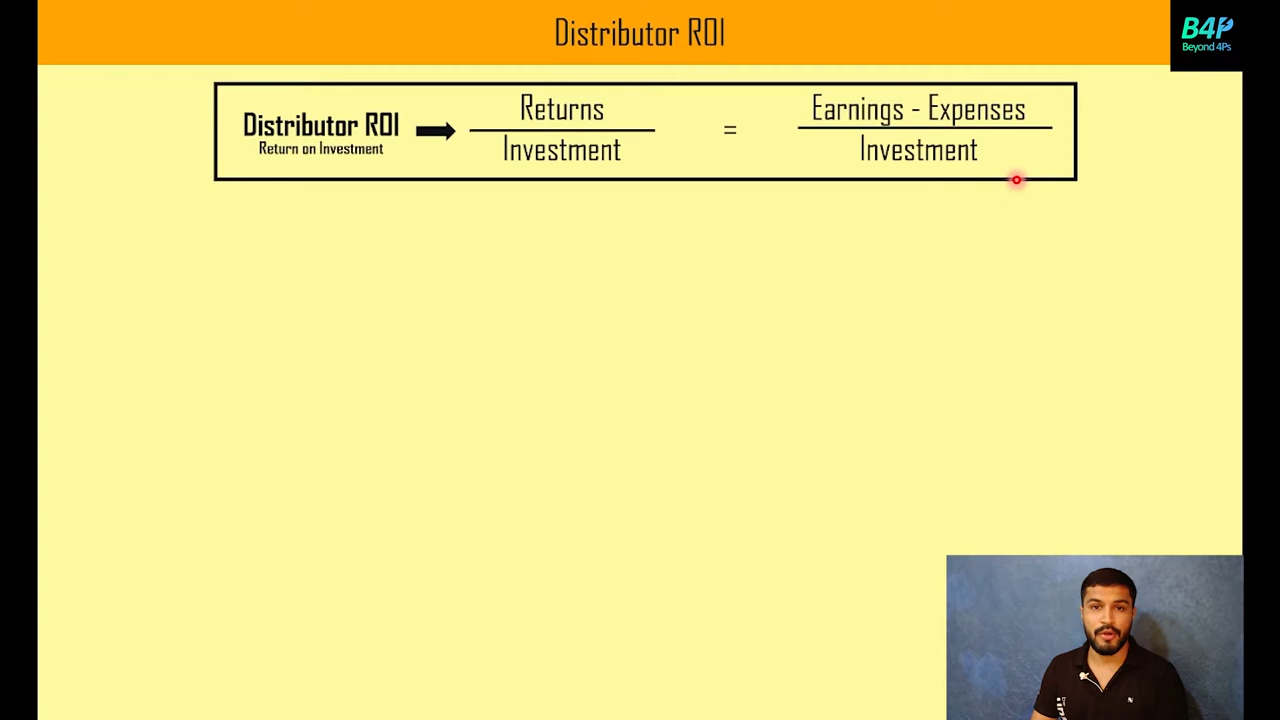 Distributor ROI
B4P
Beyond 4Ps
Distributor ROI
Return on Investment
Returns
Investment
=
Earnings - Expenses
Investment